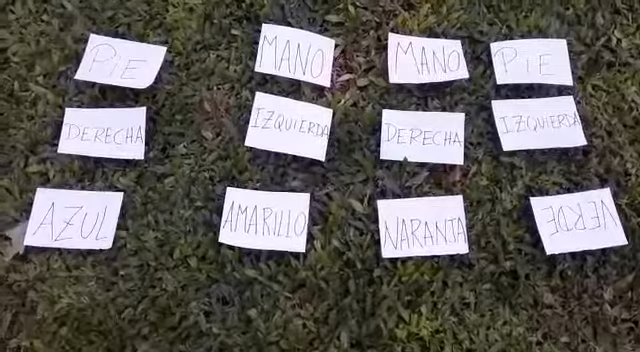 PIE MANO MANO PIE
DERECHA IZQUIERDA DERECHA IZQUIERDA
AZUL AMARILLO NARANJA VERDE